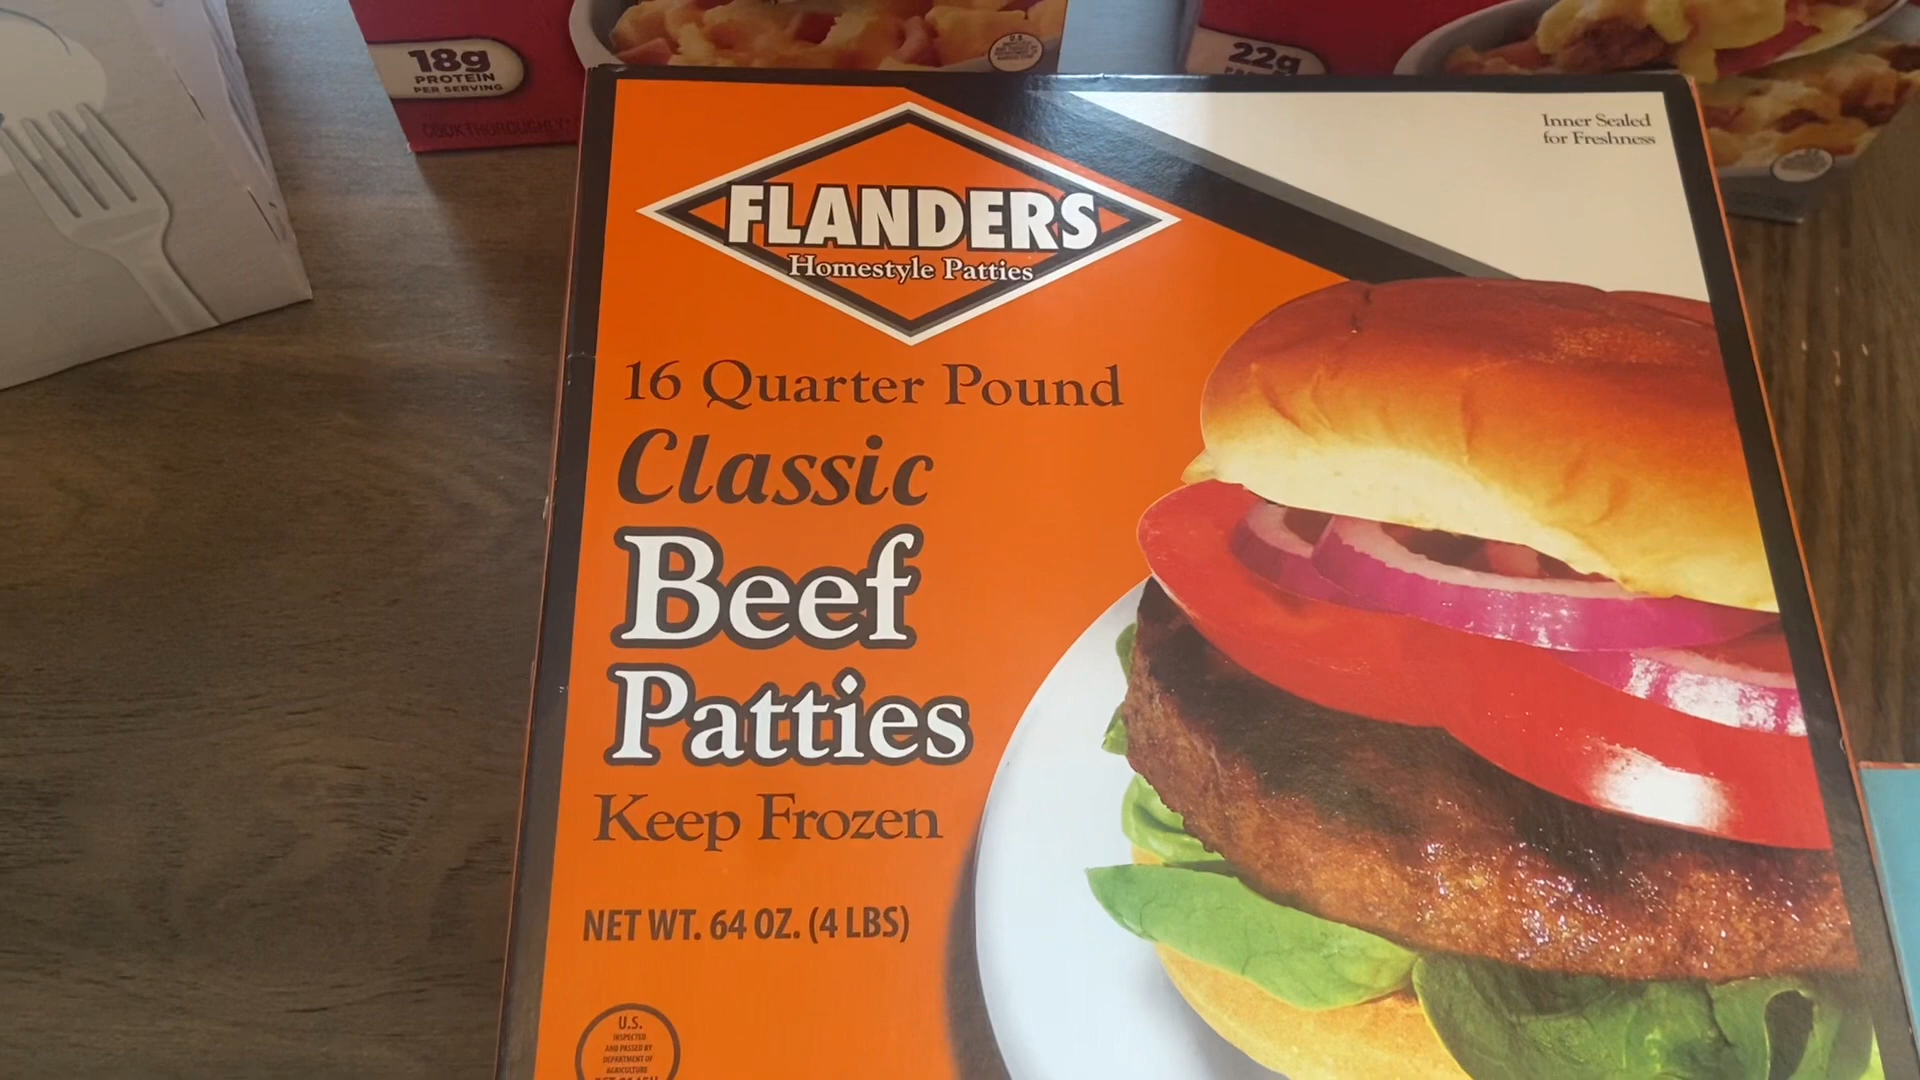 18g
PROTEIN
PER SERVING
COOK THOROUGHLY
22g
Inner Sealed
for Freshness
FLANDERS
Homestyle Patties
16 Quarter Pound
Classic
Beef
Patties
Keep Frozen
NET WT. 64 OZ. (4 LBS)
U.S.
INSPECTED
AND PASSED BY
DEPARTMENT OF
AGRICULTURE